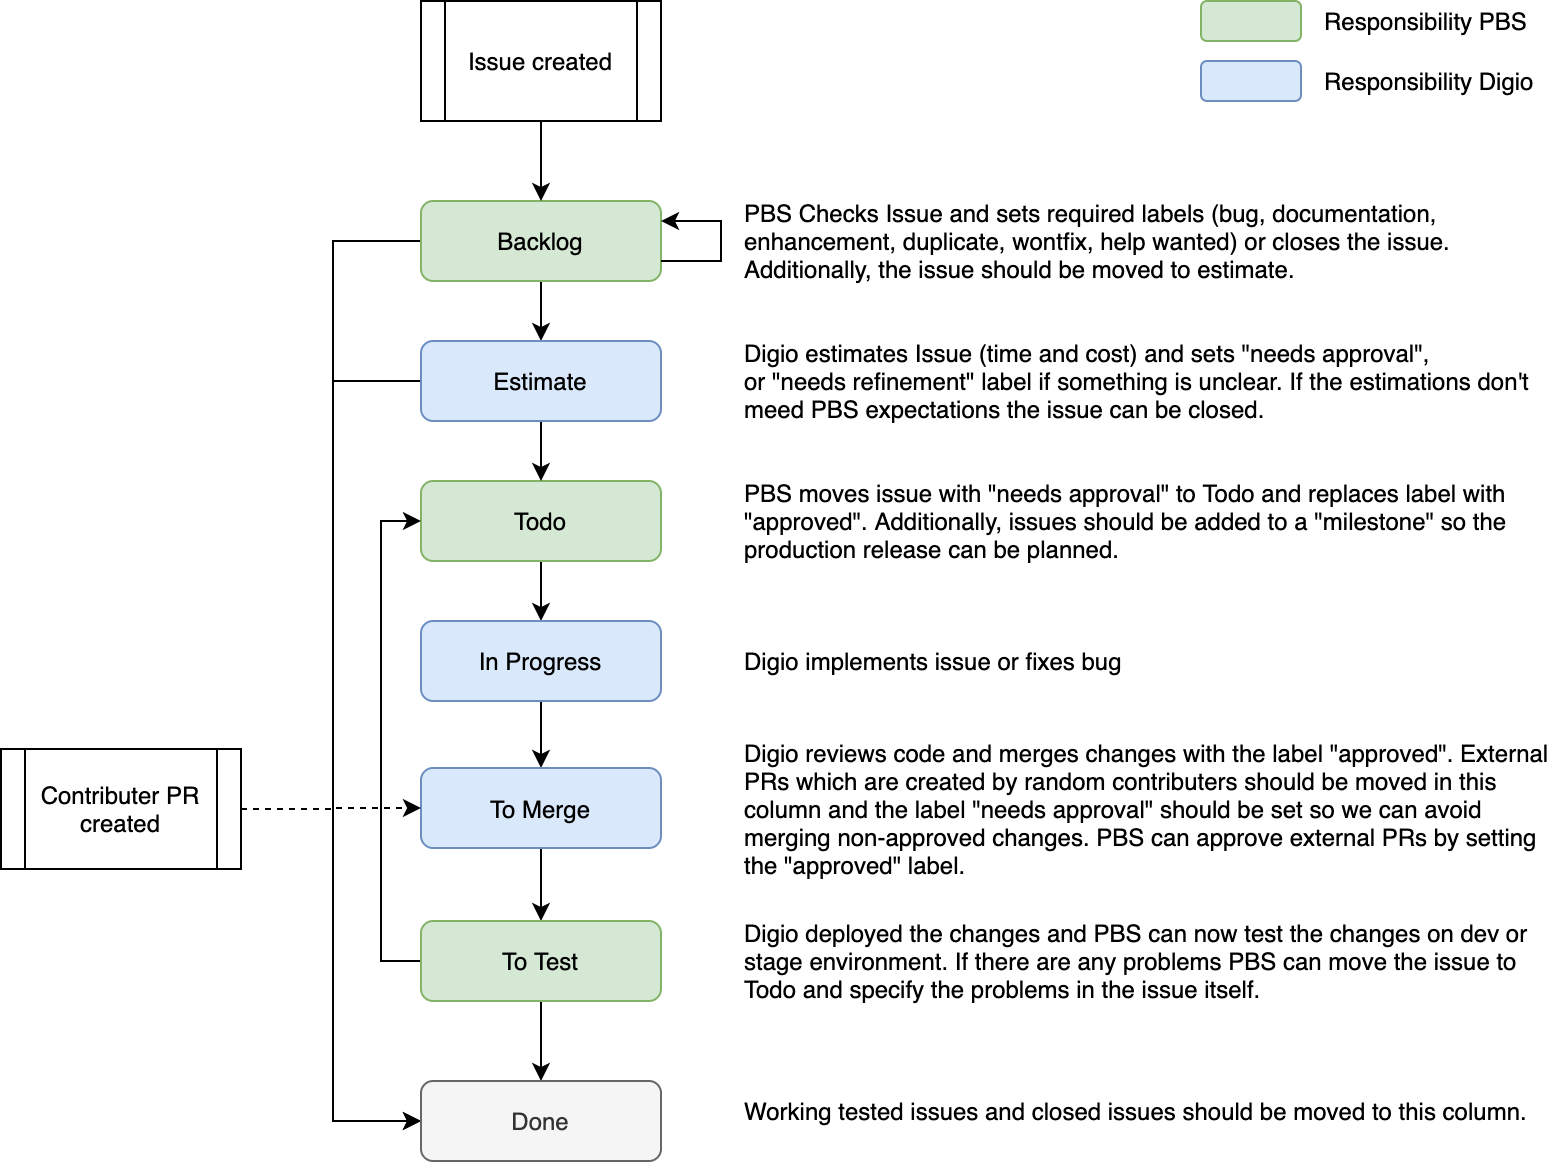 Issue created
Responsibility PBS
Responsibility Digio
Backlog
PBS Checks Issue and sets required labels (bug, documentation,
enhancement, duplicate, wontfix, help wanted) or closes the issue.
Additionally, the issue should be moved to estimate.
Estimate
Digio estimates Issue (time and cost) and sets "needs approval",
or "needs refinement" label if something is unclear. If the estimations don't
meed PBS expectations the issue can be closed.
Todo
PBS moves issue with "needs approval" to Todo and replaces label with
"approved". Additionally, issues should be added to a "milestone" so the
production release can be planned.
In Progress
Digio implements issue or fixes bug
Contributer PR
created
To Merge
Digio reviews code and merges changes with the label "approved". External
PRs which are created by random contributers should be moved in this
column and the label "needs approval" should be set so we can avoid
merging non-approved changes. PBS can approve external PRs by setting
the "approved" label.
To Test
Digio deployed the changes and PBS can now test the changes on dev or
stage environment. If there are any problems PBS can move the issue to
Todo and specify the problems in the issue itself.
Done
Working tested issues and closed issues should be moved to this column.